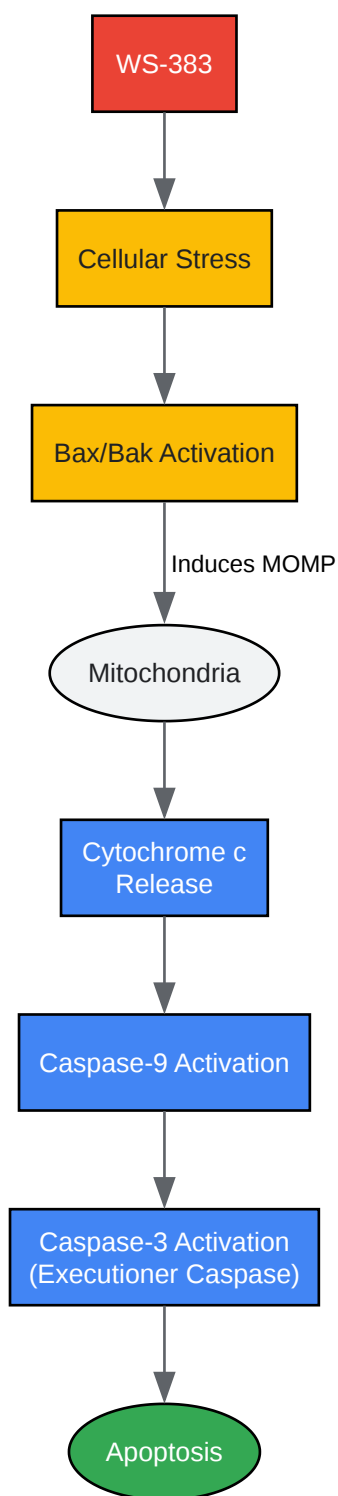 WS-383
Cellular Stress
Bax/Bak Activation
Induces MOMP
Mitochondria
Cytochrome c
Release
Caspase-9 Activation
Caspase-3 Activation
(Executioner Caspase)
Apoptosis